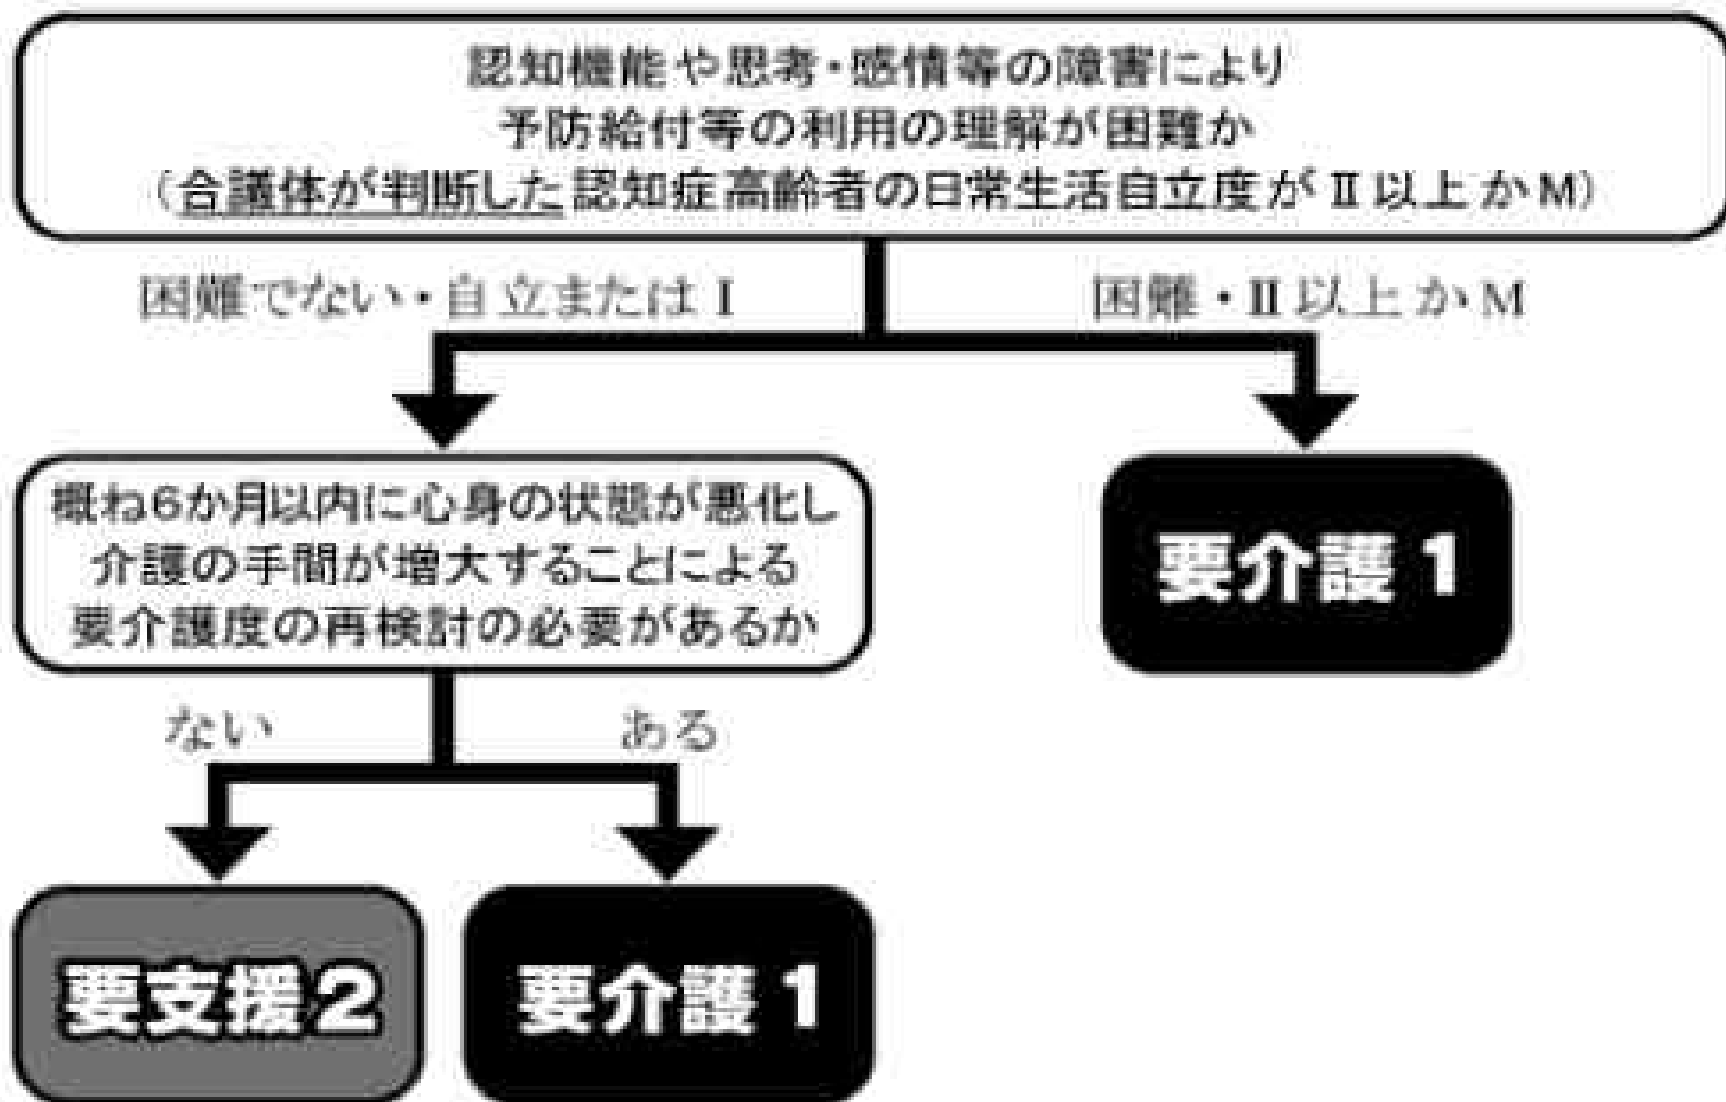 認知機能や思考・感情等の障害により
予防給付等の利用の理解が困難か
（合議体が判断した認知症高齢者の日常生活自立度がⅡ以上かM）
困難でない・自立またはⅠ
困難・Ⅱ以上かM
概ね6か月以内に心身の状態が悪化し
介護の手間が増大することによる
要介護度の再検討の必要があるか
要介護1
ない
ある
要支援2
要介護1